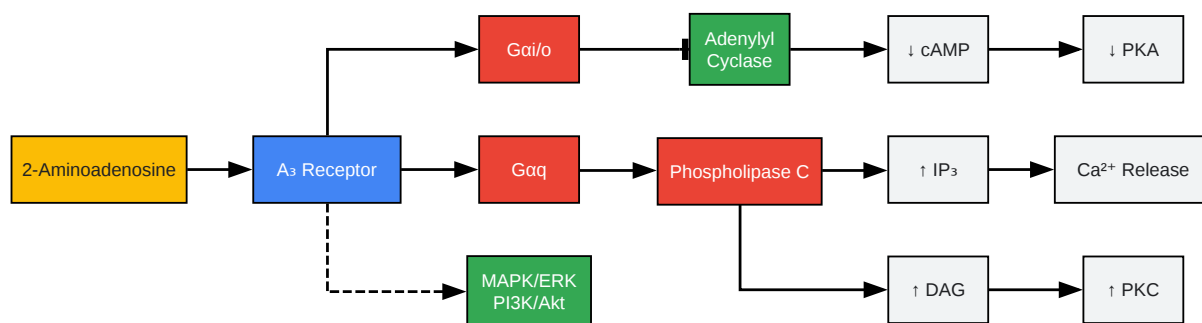 Gαi/o
Adenylyl
Cyclase
↓ cAMP
↓ PKA
2-Aminoadenosine
A₃ Receptor
Gαq
Phospholipase C
↑ IP₃
Ca²⁺ Release
MAPK/ERK
PI3K/Akt
↑ DAG
↑ PKC